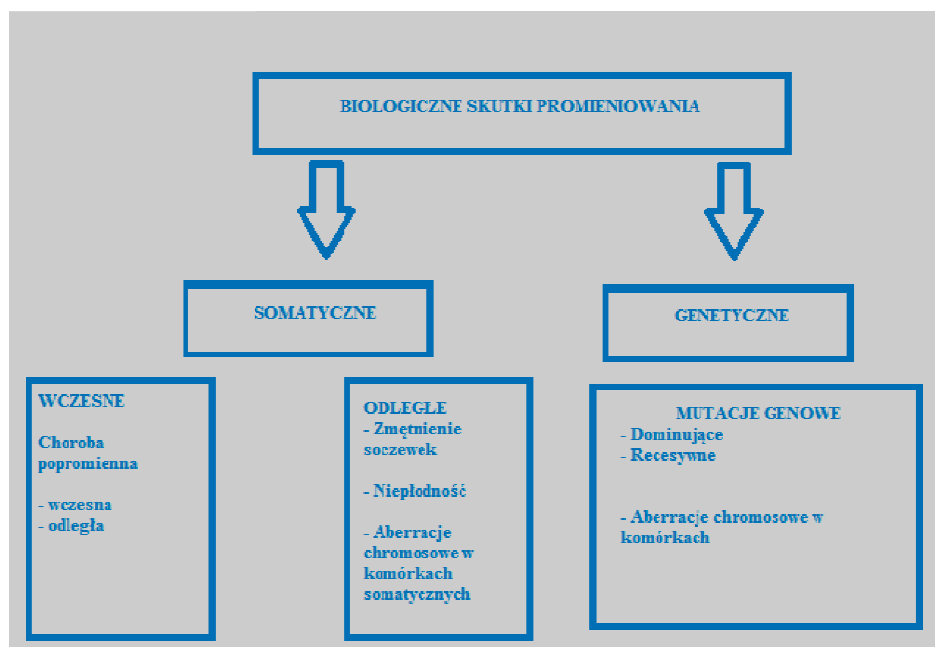 BIOLOGICZNE SKUTKI PROMIENIOWANIA
SOMATYCZNE
GENETYCZNE
WCZESNE
Choroba
popromienna
- wczesna
- odległa
ODLEGŁE
- Zmętnienie
soczewek
- Niepłodność
- Aberracje
chromosowe w
komórkach
somatycznych
MUTACJE GENOWE
- Dominujące
- Recesywne
- Aberracje chromosowe w
komórkach